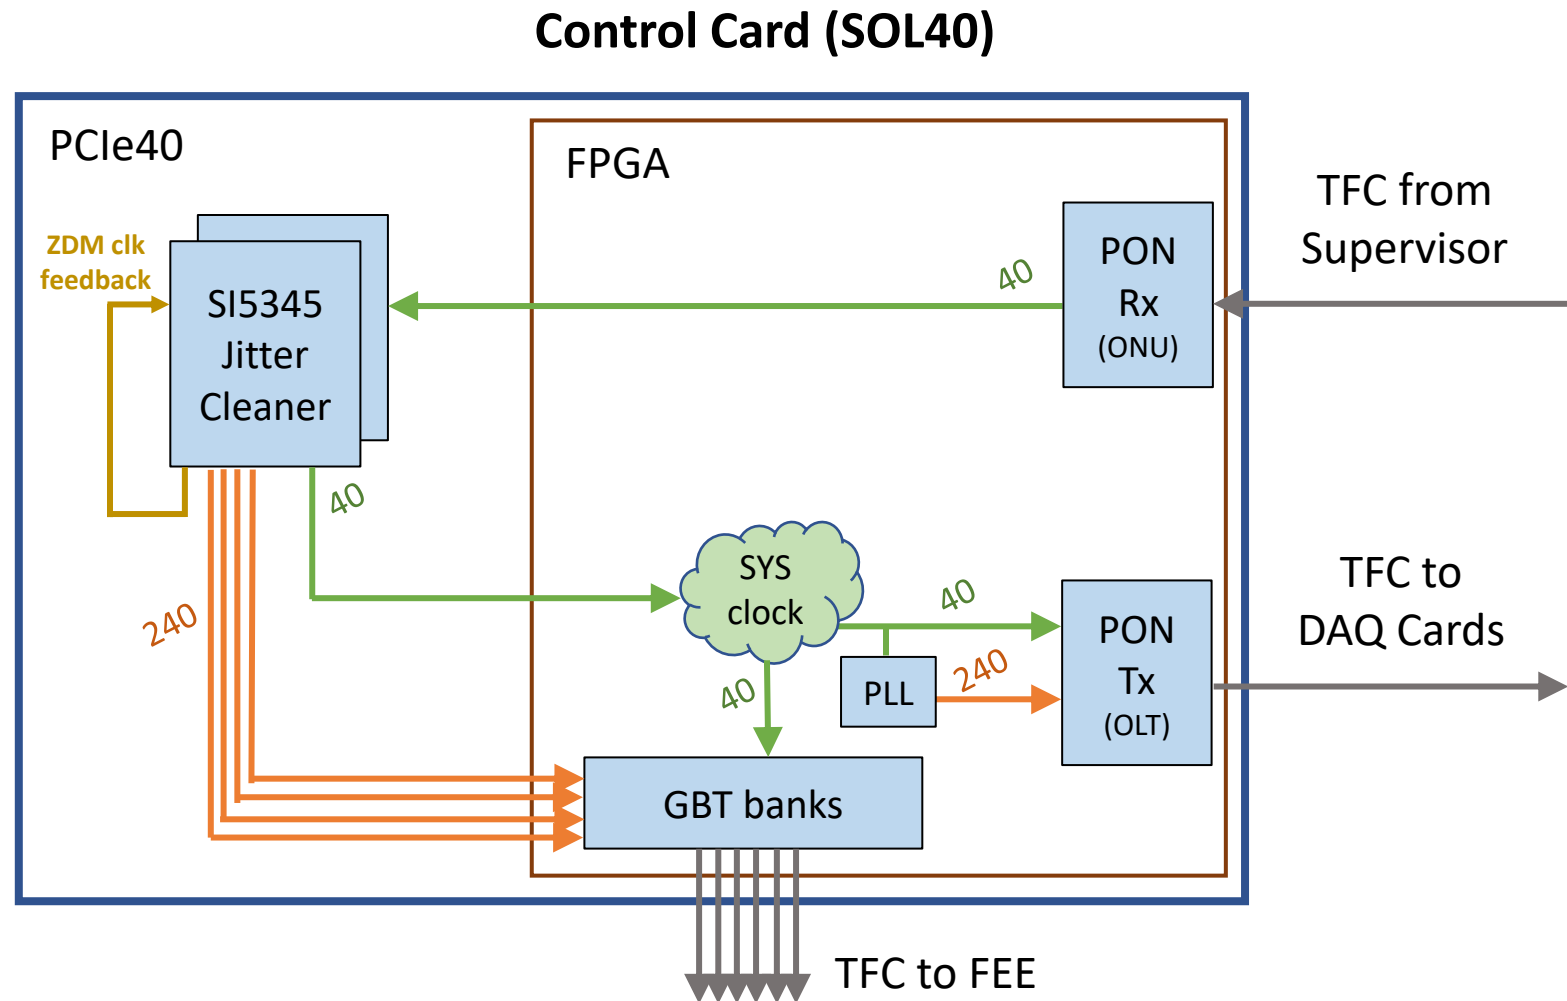 Control Card (SOL40)
PCIe40
FPGA
TFC from
Supervisor
ZDM clk
feedback
SI5345
Jitter
Cleaner
40
PON
Rx
(ONU)
40
240
SYS
clock
40
40
PLL
240
PON
Tx
(OLT)
TFC to
DAQ Cards
GBT banks
TFC to FEE